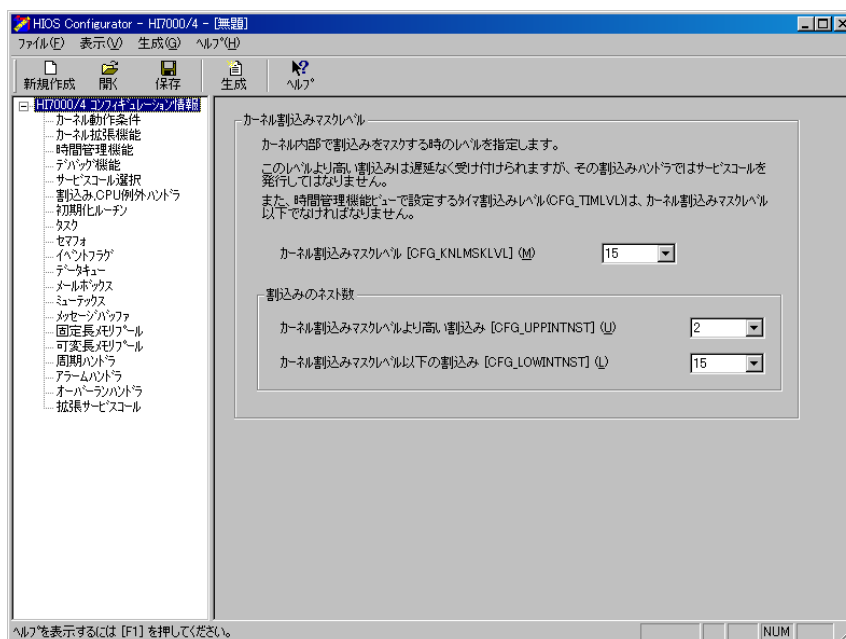 HIOS Configurator - HI7000/4 - [無題]
ﾌｧｲﾙ(F) 表示(V) 生成(G) ﾍﾙﾌﾟ(H)
新規作成 開く 保存 生成 ﾍﾙﾌﾟ
HI7000/4 ｺﾝﾌｨｷﾞｭﾚｰｼｮﾝ情報
ｶｰﾈﾙ動作条件
ｶｰﾈﾙ拡張機能
時間管理機能
ﾃﾞﾊﾞｯｸﾞ機能
ｻｰﾋﾞｽｺｰﾙ選択
割込み,CPU例外ﾊﾝﾄﾞﾗ
初期化ﾙｰﾁﾝ
ﾀｽｸ
ｾﾏﾌｫ
ｲﾍﾞﾝﾄﾌﾗｸﾞ
ﾃﾞｰﾀｷｭｰ
ﾒｰﾙﾎﾞｯｸｽ
ﾐｭｰﾃｯｸｽ
ﾒｯｾｰｼﾞﾊﾞｯﾌｧ
固定長ﾒﾓﾘﾌﾟｰﾙ
可変長ﾒﾓﾘﾌﾟｰﾙ
周期ﾊﾝﾄﾞﾗ
ｱﾗｰﾑﾊﾝﾄﾞﾗ
ｵｰﾊﾞｰﾗﾝﾊﾝﾄﾞﾗ
拡張ｻｰﾋﾞｽｺｰﾙ
ｶｰﾈﾙ割込みﾏｽｸﾚﾍﾞﾙ
ｶｰﾈﾙ内部で割込みをﾏｽｸする時のﾚﾍﾞﾙを指定します。
このﾚﾍﾞﾙより高い割込みは遅延なく受け付けられますが、その割込みﾊﾝﾄﾞﾗではｻｰﾋﾞｽｺｰﾙを
発行してはなりません。
また、時間管理機能ﾋﾞｭｰで設定するﾀｲﾏ割込みﾚﾍﾞﾙ(CFG_TIMLVL)は、ｶｰﾈﾙ割込みﾏｽｸﾚﾍﾞﾙ
以下でなければなりません。
ｶｰﾈﾙ割込みﾏｽｸﾚﾍﾞﾙ [CFG_KNLMSKLVL] (M) 15
割込みのﾈｽﾄ数
ｶｰﾈﾙ割込みﾏｽｸﾚﾍﾞﾙより高い割込み [CFG_UPPINTNST] (U) 2
ｶｰﾈﾙ割込みﾏｽｸﾚﾍﾞﾙ以下の割込み [CFG_LOWINTNST] (L) 15
ﾍﾙﾌﾟを表示するには [F1] を押してください。 NUM